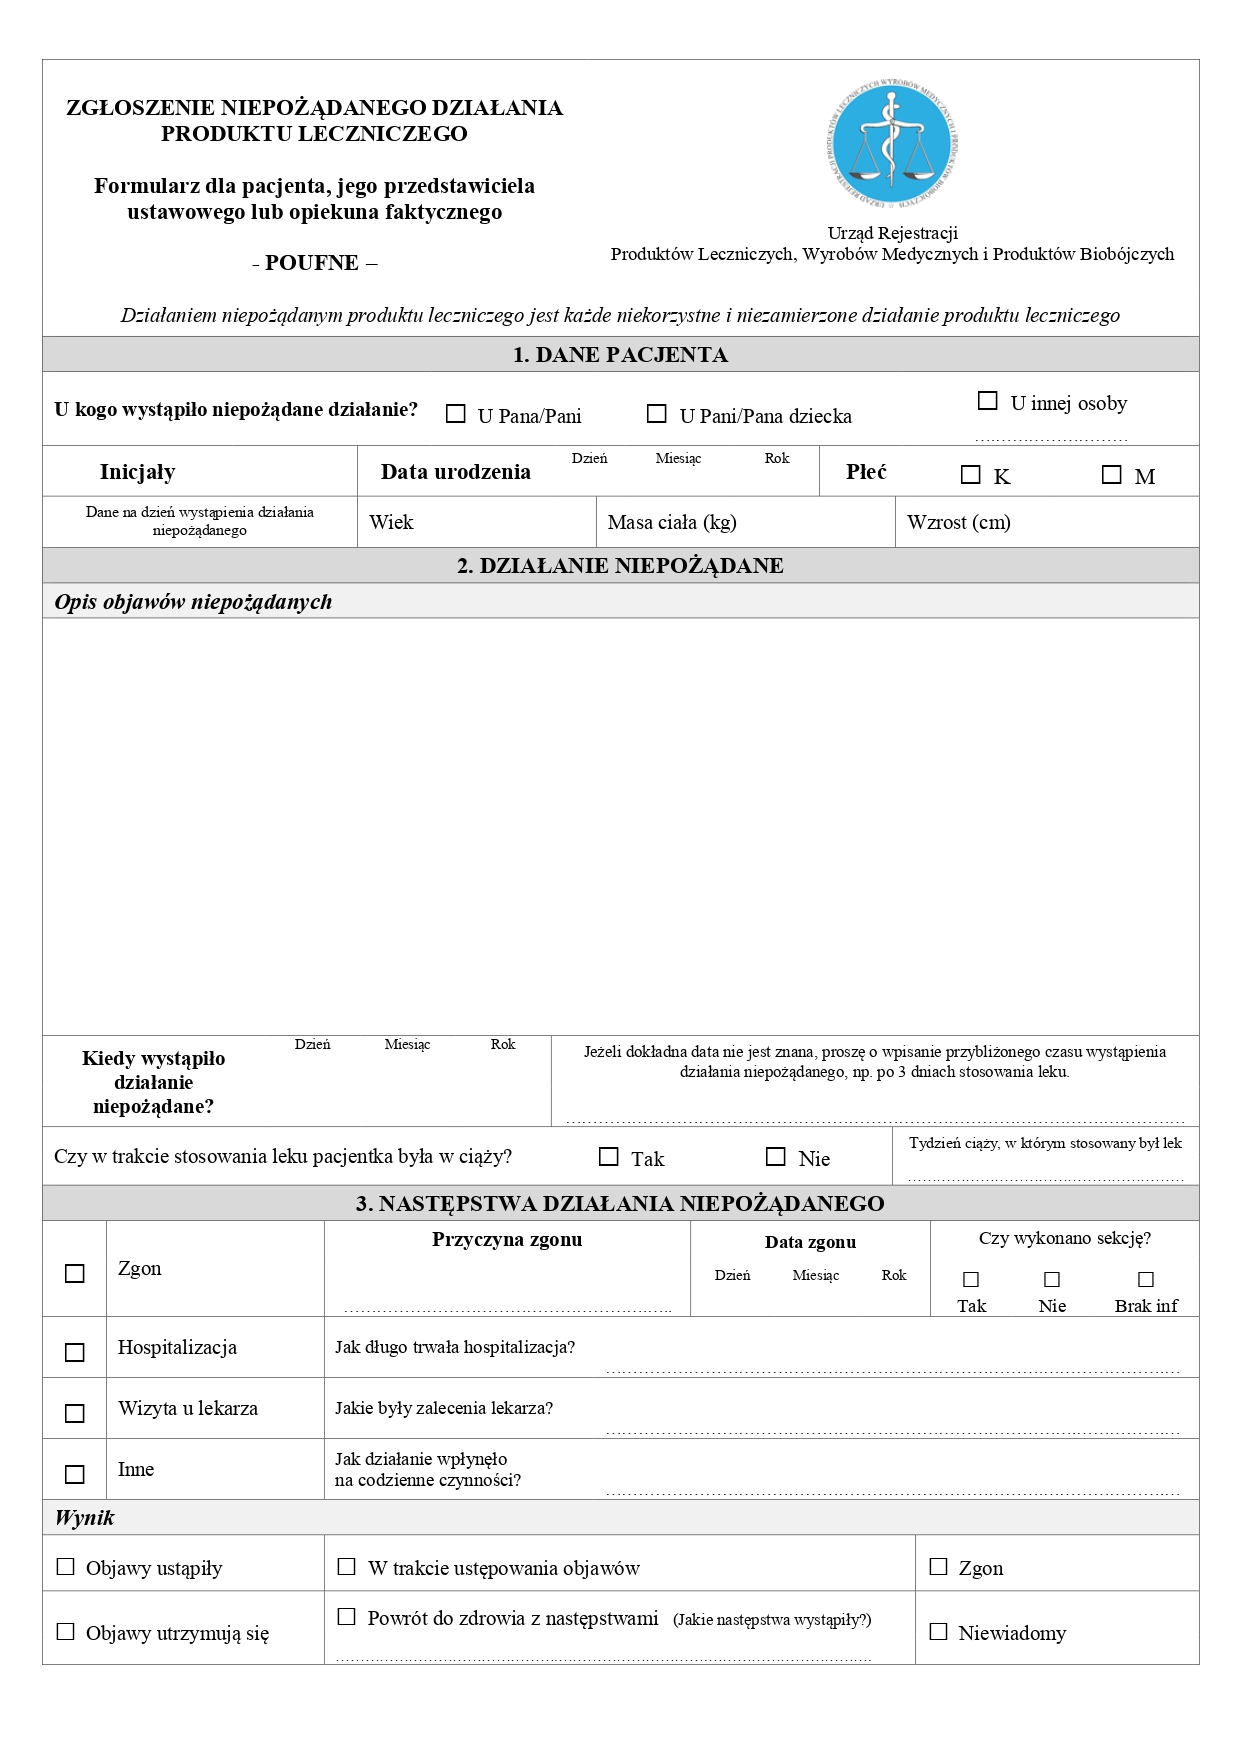 ZGŁOSZENIE NIEPOŻĄDANEGO DZIAŁANIA
PRODUKTU LECZNICZEGO
Formularz dla pacjenta, jego przedstawiciela
ustawowego lub opiekuna faktycznego
- POUFNE –
URZĄD REJESTRACJI PRODUKTÓW LECZNICZYCH WYROBÓW MEDYCZNYCH I PRODUKTÓW BIOBÓJCZYCH
Urząd Rejestracji
Produktów Leczniczych, Wyrobów Medycznych i Produktów Biobójczych
Działaniem niepożądanym produktu leczniczego jest każde niekorzystne i niezamierzone działanie produktu leczniczego
1. DANE PACJENTA
U kogo wystąpiło niepożądane działanie? ☐ U Pana/Pani ☐ U Pani/Pana dziecka ☐ U innej osoby
…………………………
Inicjały Data urodzenia Dzień Miesiąc Rok Płeć ☐ K ☐ M
Dane na dzień wystąpienia działania
niepożądanego
Wiek Masa ciała (kg) Wzrost (cm)
2. DZIAŁANIE NIEPOŻĄDANE
Opis objawów niepożądanych
Kiedy wystąpiło
działanie
niepożądane?
Dzień Miesiąc Rok
Jeżeli dokładna data nie jest znana, proszę o wpisanie przybliżonego czasu wystąpienia
działania niepożądanego, np. po 3 dniach stosowania leku.
……………………………………………………………………………………………………
Czy w trakcie stosowania leku pacjentka była w ciąży? ☐ Tak ☐ Nie
Tydzień ciąży, w którym stosowany był lek
……………………………………………
3. NASTĘPSTWA DZIAŁANIA NIEPOŻĄDANEGO
☐ Zgon
Przyczyna zgonu
……………………………………………………..
Data zgonu
Dzień Miesiąc Rok
Czy wykonano sekcję?
☐ ☐ ☐
Tak Nie Brak inf
☐ Hospitalizacja Jak długo trwała hospitalizacja? ……………………………………………………………………………………
☐ Wizyta u lekarza Jakie były zalecenia lekarza? ……………………………………………………………………………………
☐ Inne Jak działanie wpłynęło
na codzienne czynności? ……………………………………………………………………………………
Wynik
☐ Objawy ustąpiły ☐ W trakcie ustępowania objawów ☐ Zgon
☐ Objawy utrzymują się ☐ Powrót do zdrowia z następstwami (Jakie następstwa wystąpiły?) ☐ Niewiadomy
……………………………………………………………………………………………….